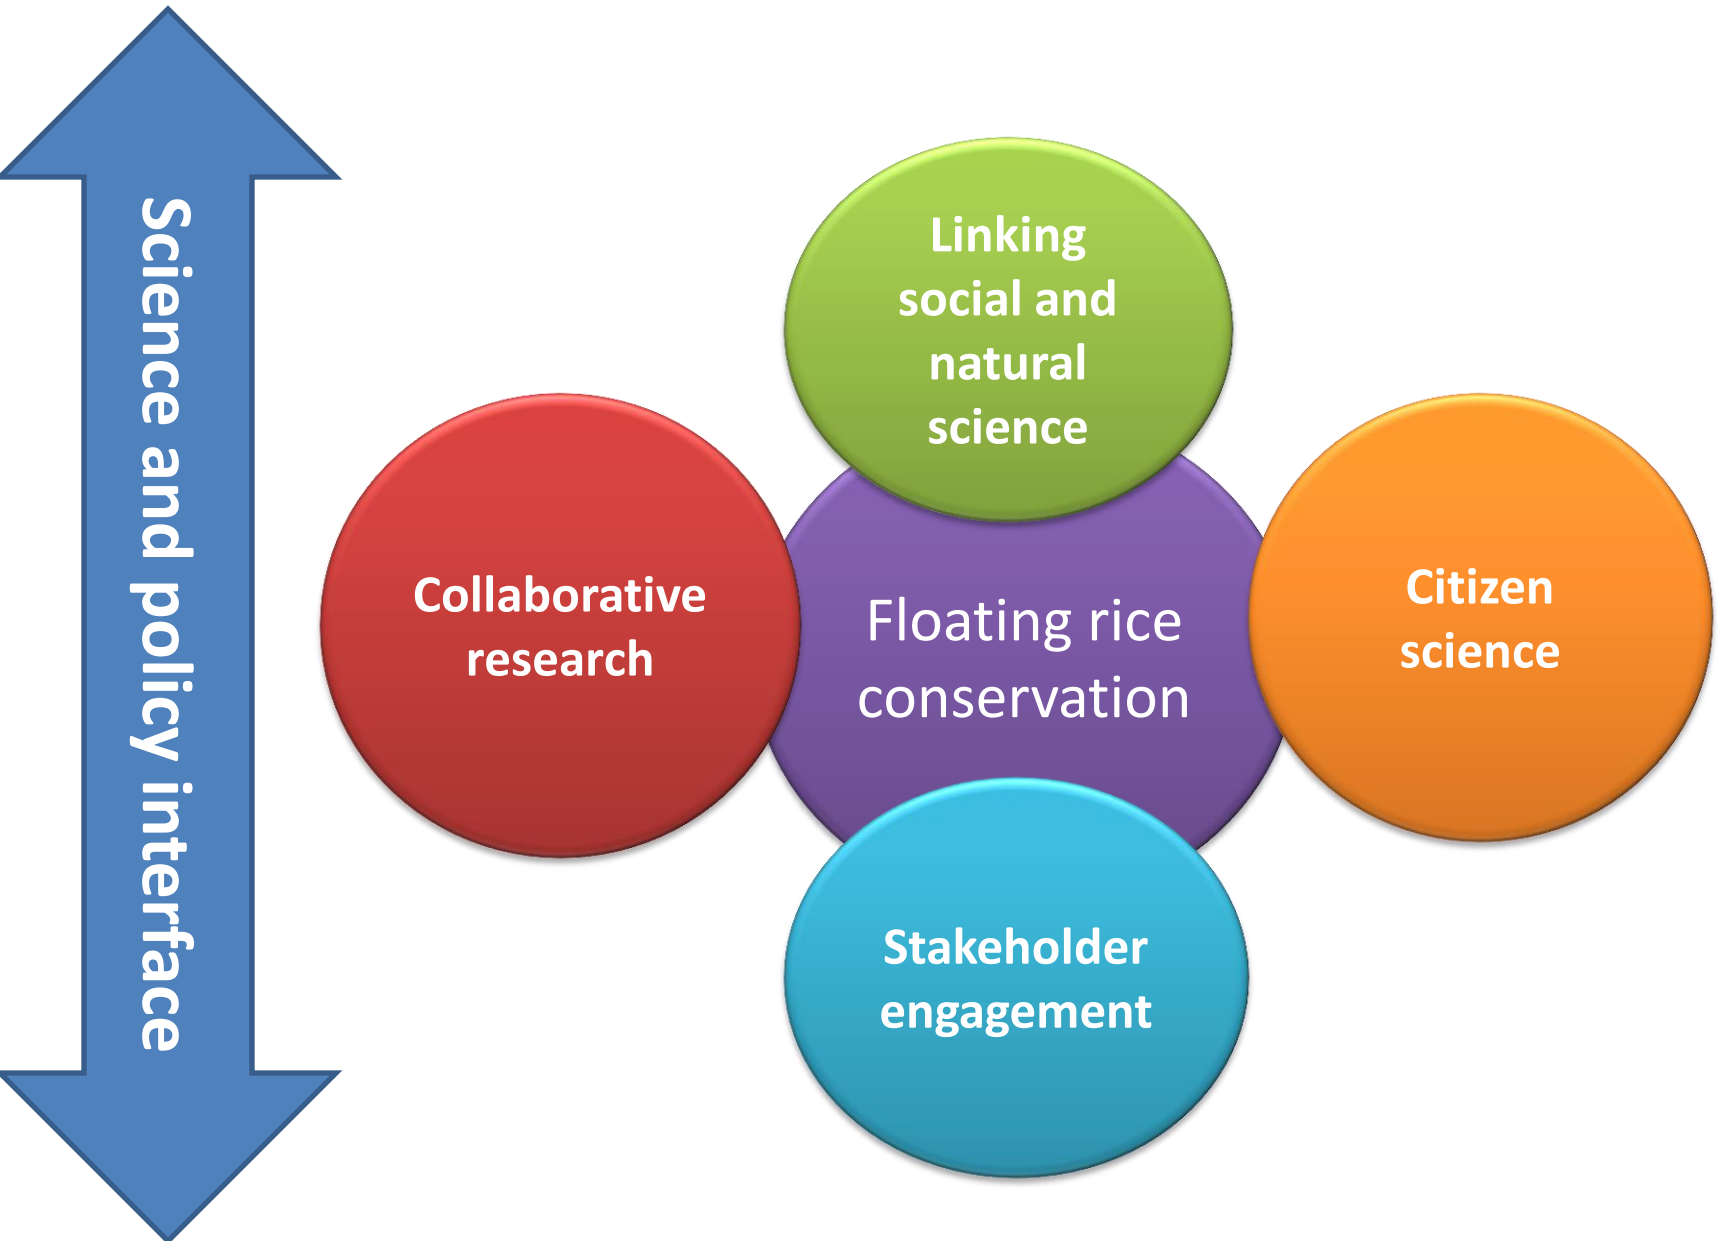 Science and policy interface
Linking
social and
natural
science
Collaborative
research
Floating rice
conservation
Citizen
science
Stakeholder
engagement